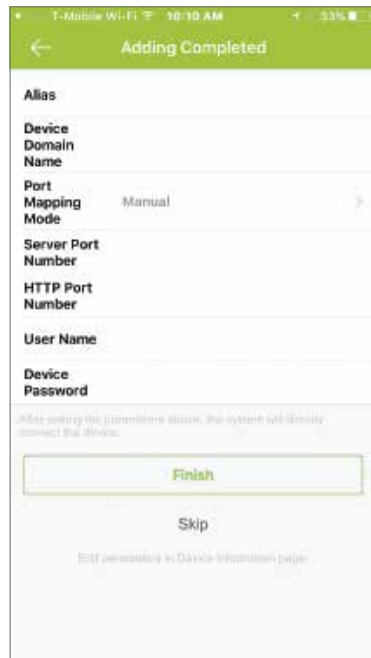 T-Mobile Wi-Fi 10:10 AM 33%
Adding Completed
Alias
Device
Domain
Name
Port
Mapping
Mode
Manual
Server Port
Number
HTTP Port
Number
User Name
Device
Password
After setting the parameters above, the system will directly
connect the device.
Finish
Skip
Edit parameters in Device Information page